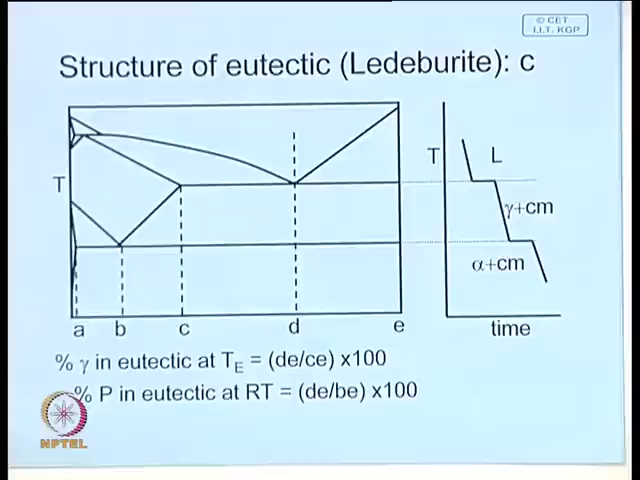 © CET
I.I.T. KGP
Structure of eutectic (Ledeburite): c
T
T
L
γ+cm
α+cm
a b c d e
time
% γ in eutectic at TE = (de/ce) x100
% P in eutectic at RT = (de/be) x100
NPTEL